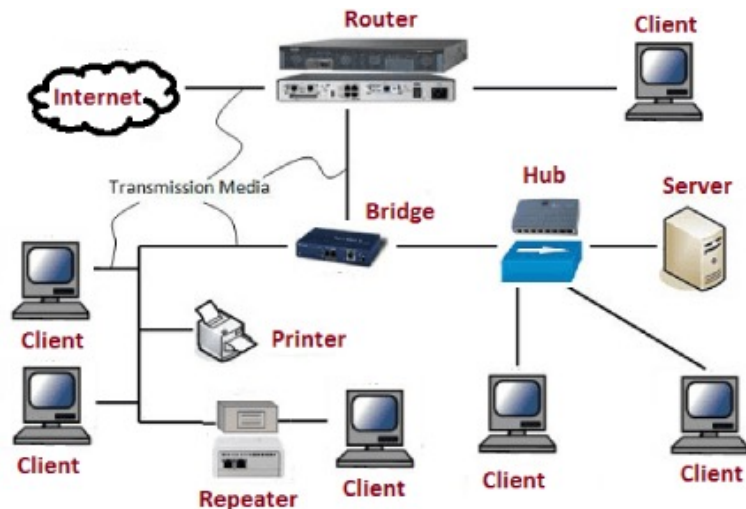 Router
Client
Internet
Transmission Media
Hub
Server
Bridge
Client
Printer
Client
Client
Client
Client
Repeater